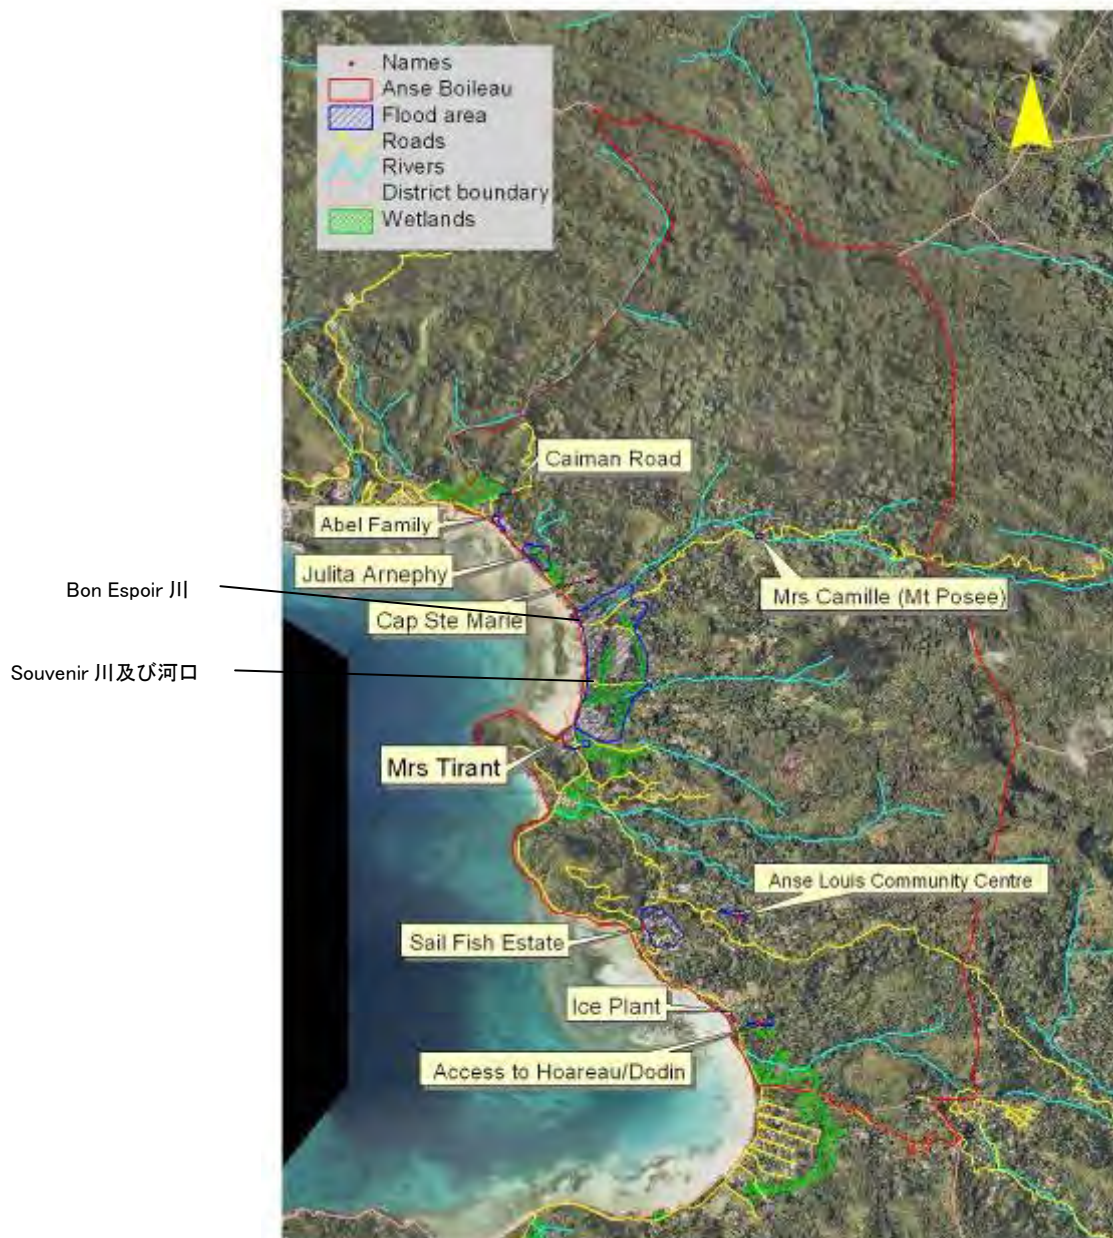 Names
Anse Boileau
Flood area
Roads
Rivers
District boundary
Wetlands
Caiman Road
Abel Family
Julita Arnephy
Bon Espoir 川
Mrs Camille (Mt Posee)
Cap Ste Marie
Souvenir 川及び河口
Mrs Tirant
Anse Louis Community Centre
Sail Fish Estate
Ice Plant
Access to Hoareau/Dodin